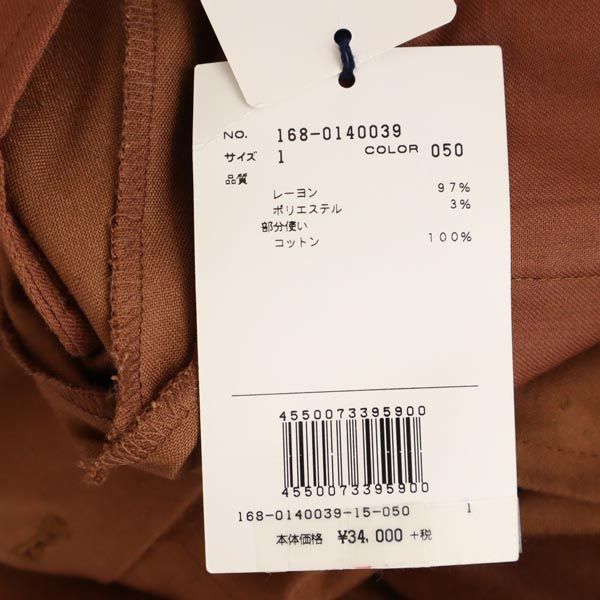 NO. 168-0140039
サイズ 1 COLOR 050
品質
レーヨン 97%
ポリエステル 3%
部分使い
コットン 100%
4550073395900
4550073395900
168-0140039-15-050 1
本体価格 ¥34,000 +税